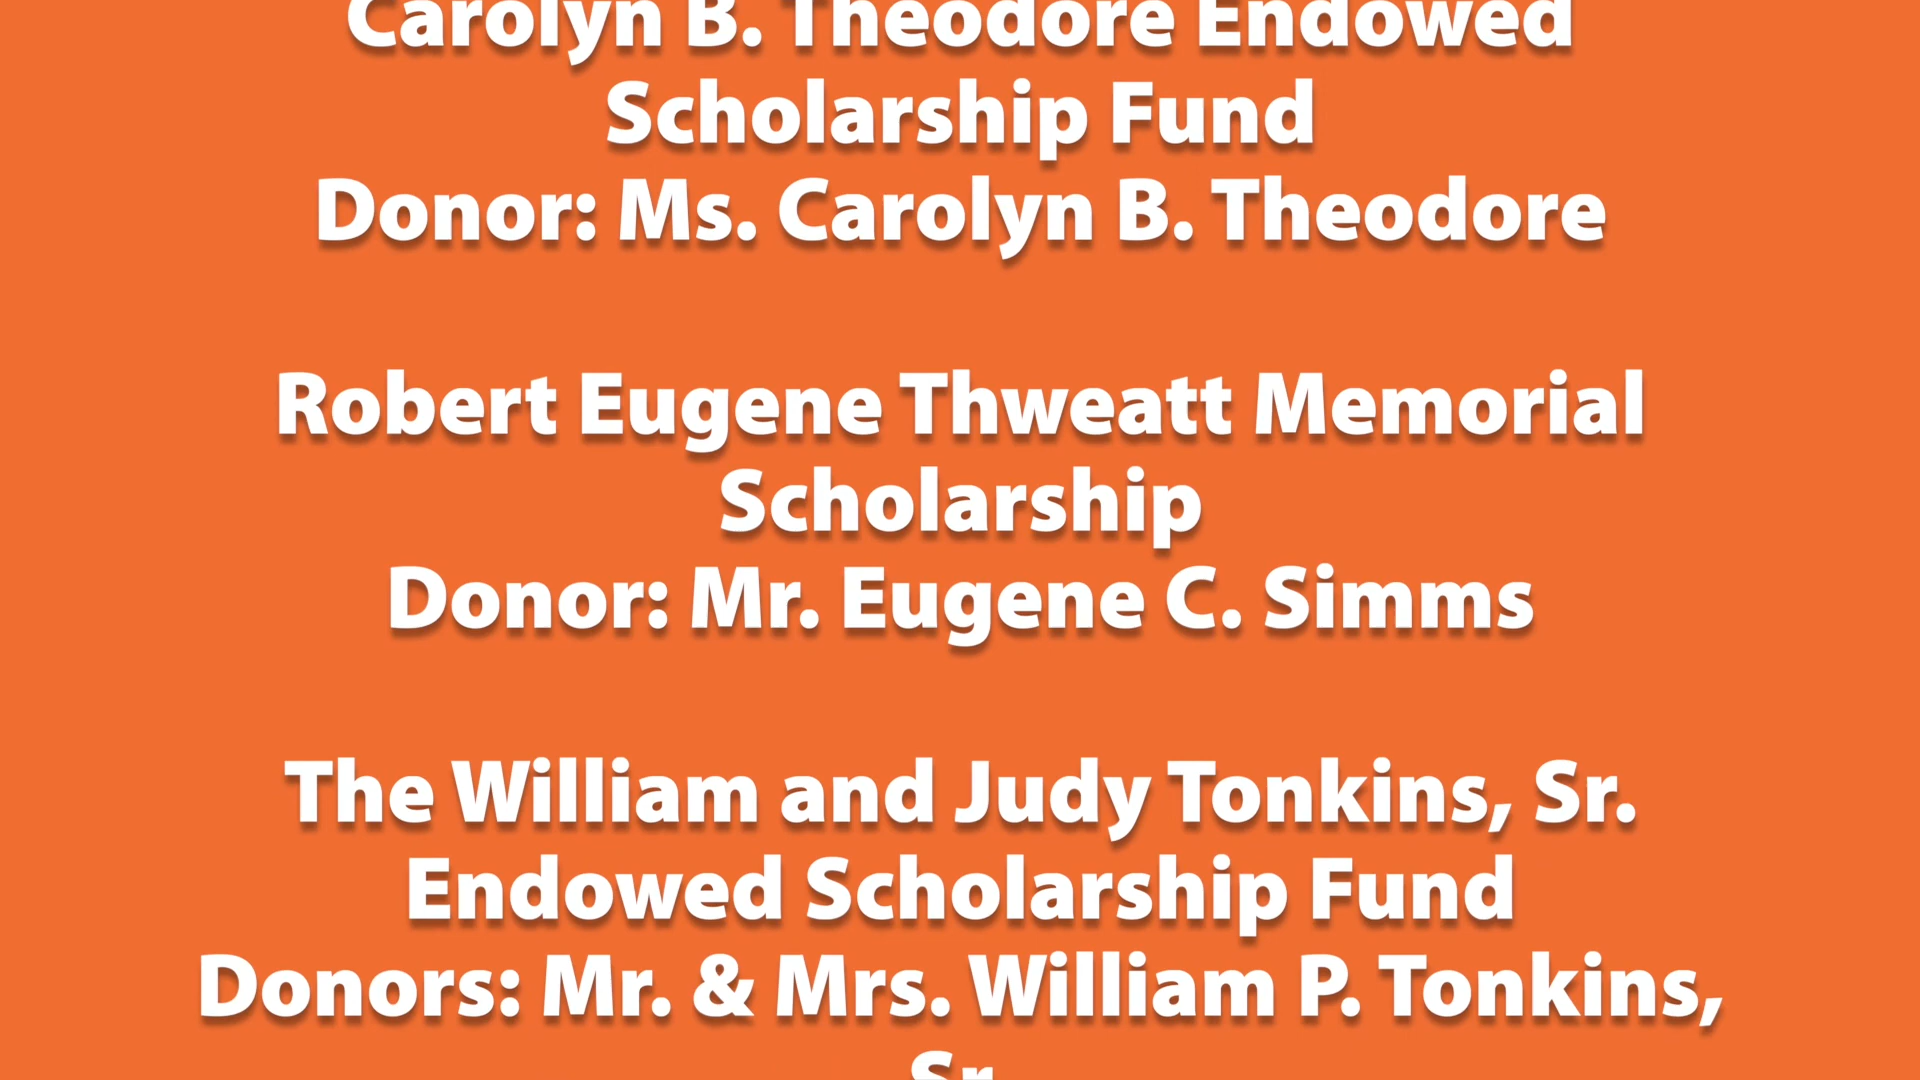 Carolyn B. Theodore Endowed
Scholarship Fund
Donor: Ms. Carolyn B. Theodore
Robert Eugene Thweatt Memorial
Scholarship
Donor: Mr. Eugene C. Simms
The William and Judy Tonkins, Sr.
Endowed Scholarship Fund
Donors: Mr. & Mrs. William P. Tonkins,
Sr.